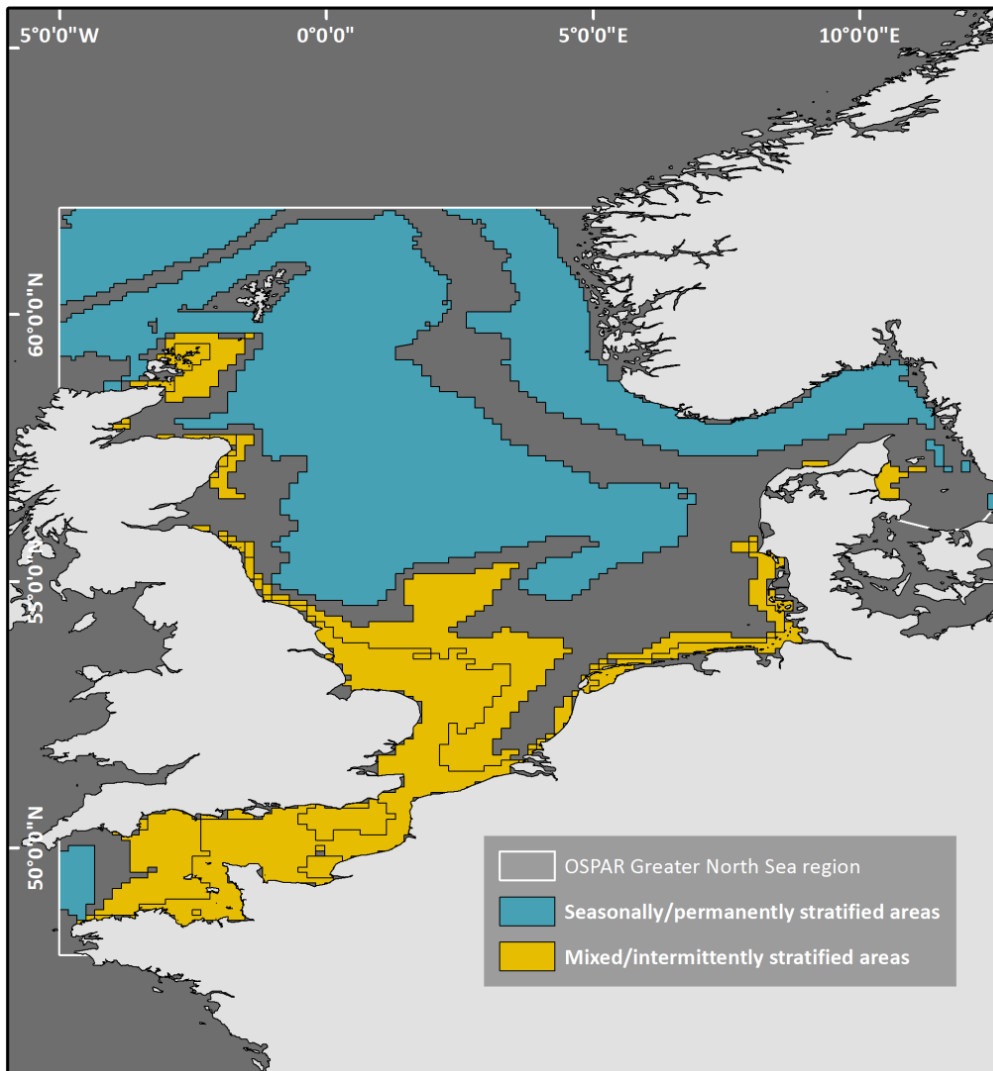 5°0'0"W 0°0'0" 5°0'0"E 10°0'0"E
60°0'0"N
55°0'0"N
50°0'0"N
OSPAR Greater North Sea region
Seasonally/permanently stratified areas
Mixed/intermittently stratified areas